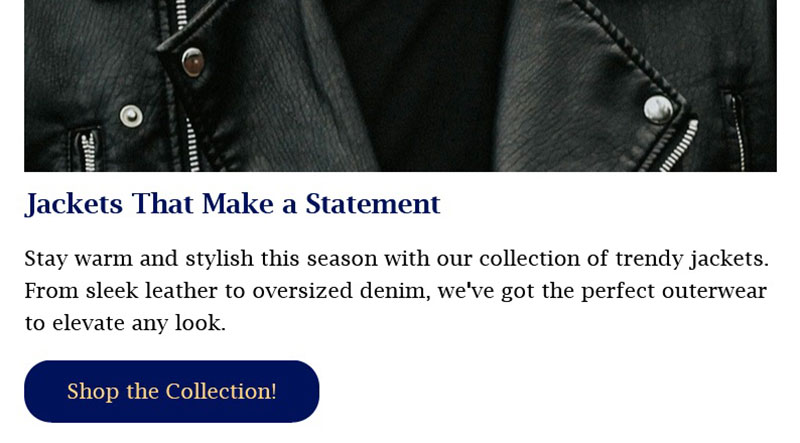 Jackets That Make a Statement
Stay warm and stylish this season with our collection of trendy jackets.
From sleek leather to oversized denim, we've got the perfect outerwear
to elevate any look.
Shop the Collection!